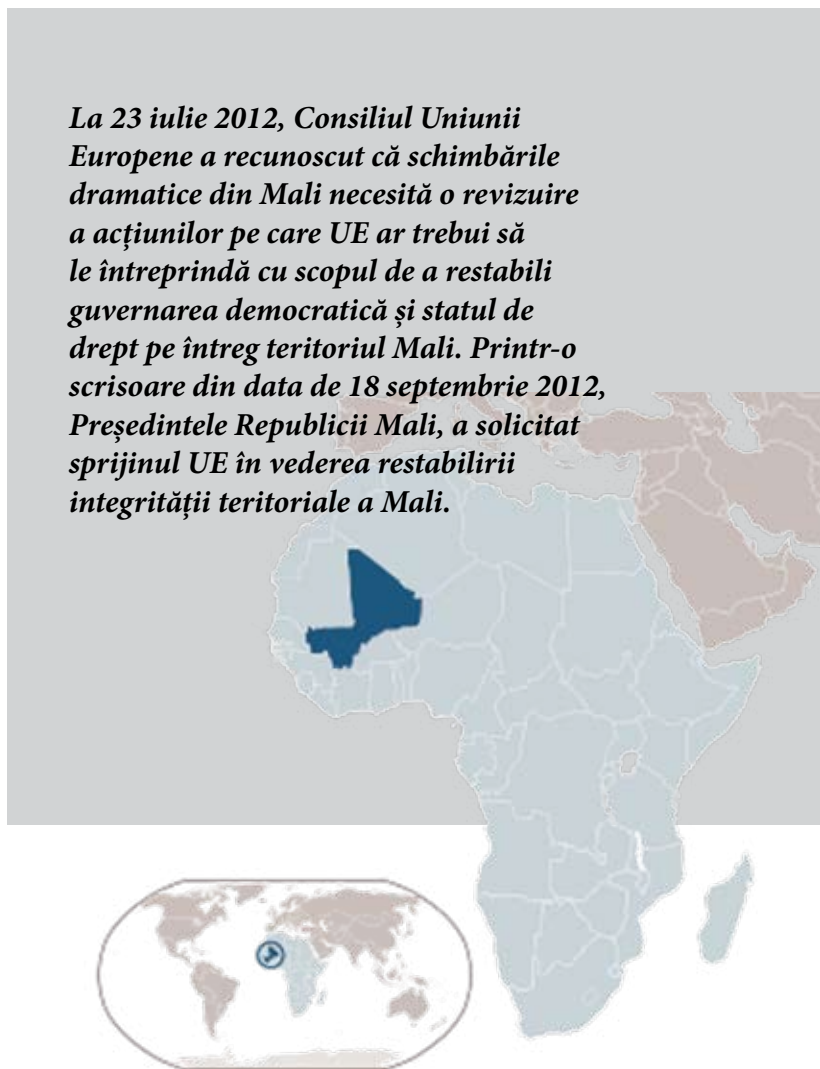 La 23 iulie 2012, Consiliul Uniunii
Europene a recunoscut că schimbările
dramatice din Mali necesită o revizuire
a acțiunilor pe care UE ar trebui să
le întreprindă cu scopul de a restabili
guvernarea democratică și statul de
drept pe întreg teritoriul Mali. Printr-o
scrisoare din data de 18 septembrie 2012,
Președintele Republicii Mali, a solicitat
sprijinul UE în vederea restabilirii
integrității teritoriale a Mali.